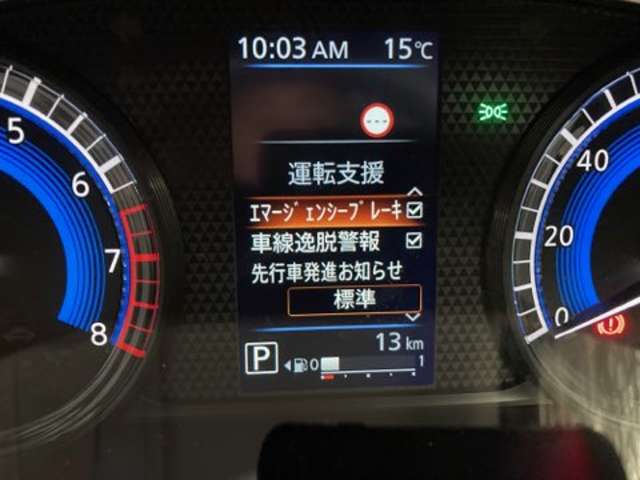 10:03 AM 15℃
---
運転支援
エマージェンシーブレーキ
車線逸脱警報
先行車発進お知らせ
標準
13 km
P 0 1
5
6
7
8
40
20
0